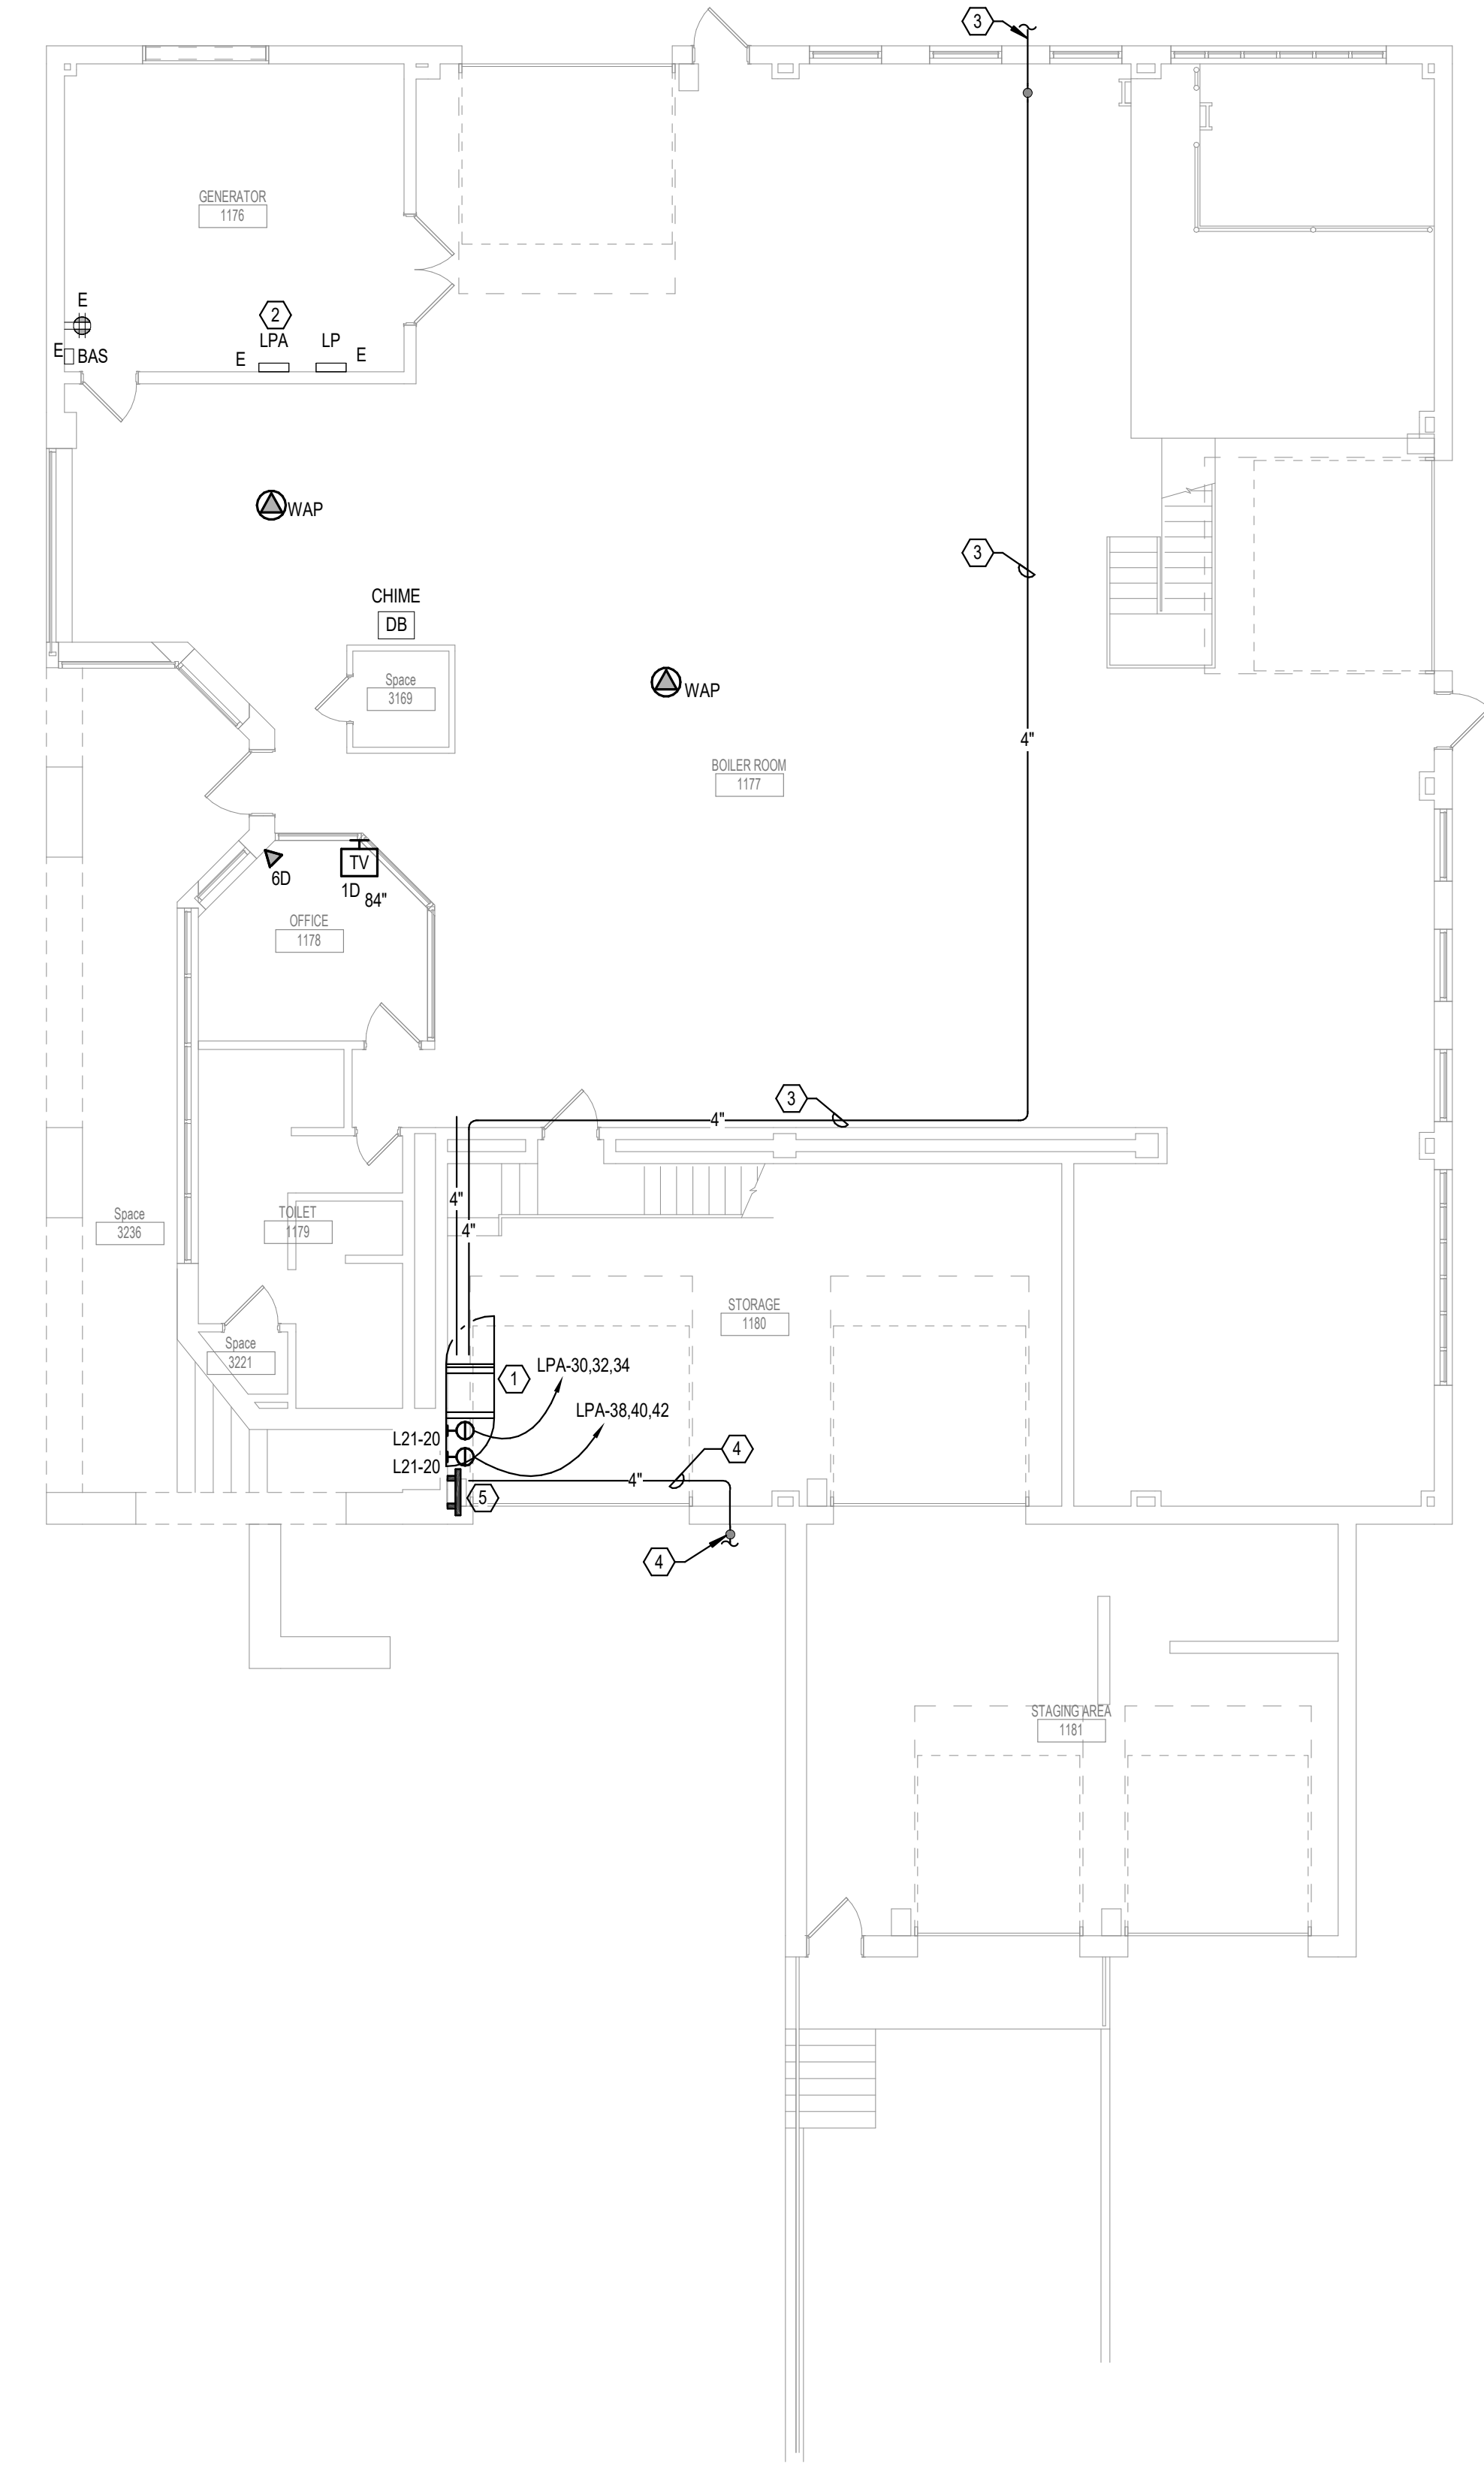 3
GENERATOR
1176
E
2
LPA
LP
E
E
E
BAS
WAP
3
CHIME
DB
Space
3169
WAP
4"
BOILER ROOM
1177
TV
6D
1D
84"
OFFICE
1178
3
4"
4"
4"
Space
3236
TOILET
1179
STORAGE
1180
Space
3221
LPA-30,32,34
1
LPA-38,40,42
L21-20
L21-20
4
4"
5
4
STAGING AREA
1181